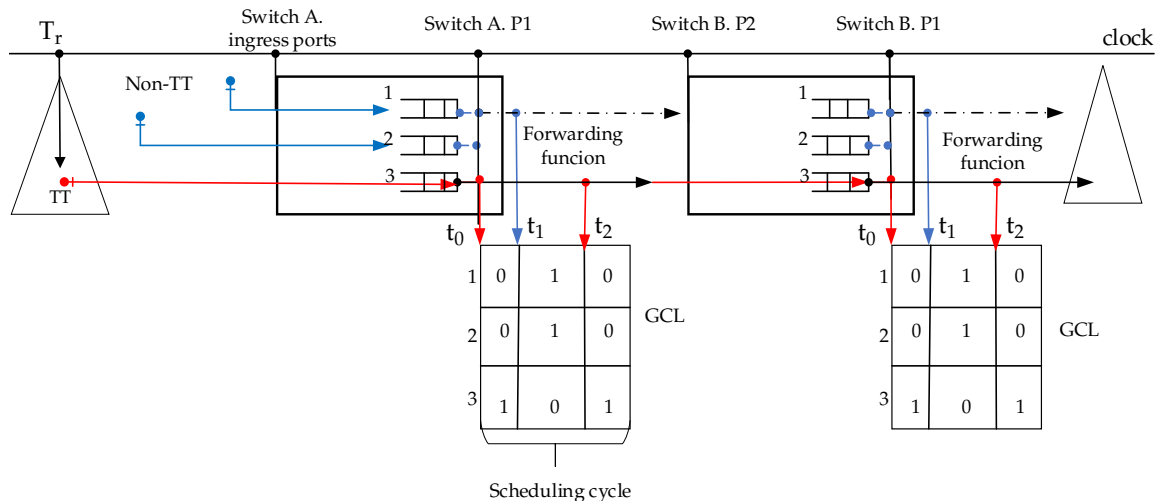 Switch A.
ingress ports
Switch A. P1
Switch B. P2
Switch B. P1
Tr
clock
Non-TT
1
2
3
Forwarding
funcion
1
2
3
Forwarding
funcion
TT
t0 t1 t2
t0 t1 t2
1 0 1 0
2 0 1 0
3 1 0 1
GCL
1 0 1 0
2 0 1 0
3 1 0 1
GCL
Scheduling cycle